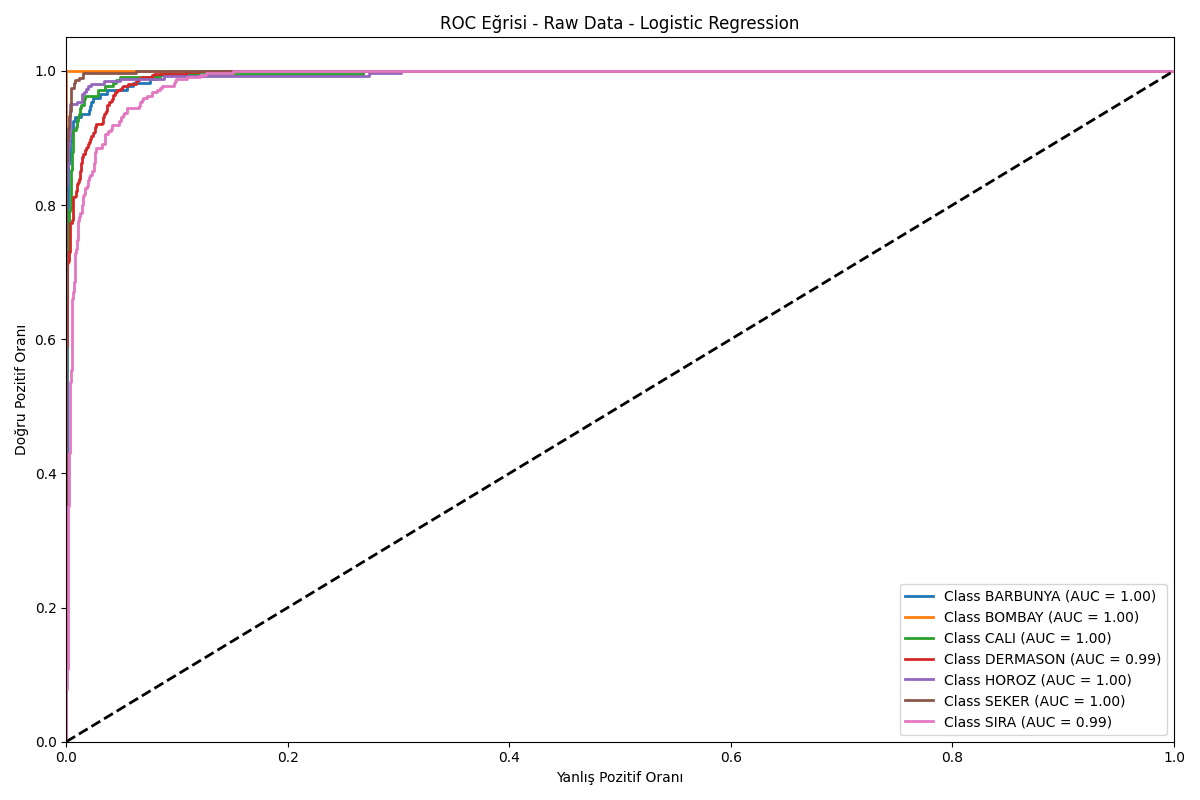 ROC Eğrisi - Raw Data - Logistic Regression
Doğru Pozitif Oranı
1.0
0.8
0.6
0.4
0.2
0.0
0.0 0.2 0.4 0.6 0.8 1.0
Yanlış Pozitif Oranı
Class BARBUNYA (AUC = 1.00)
Class BOMBAY (AUC = 1.00)
Class CALI (AUC = 1.00)
Class DERMASON (AUC = 0.99)
Class HOROZ (AUC = 1.00)
Class SEKER (AUC = 1.00)
Class SIRA (AUC = 0.99)